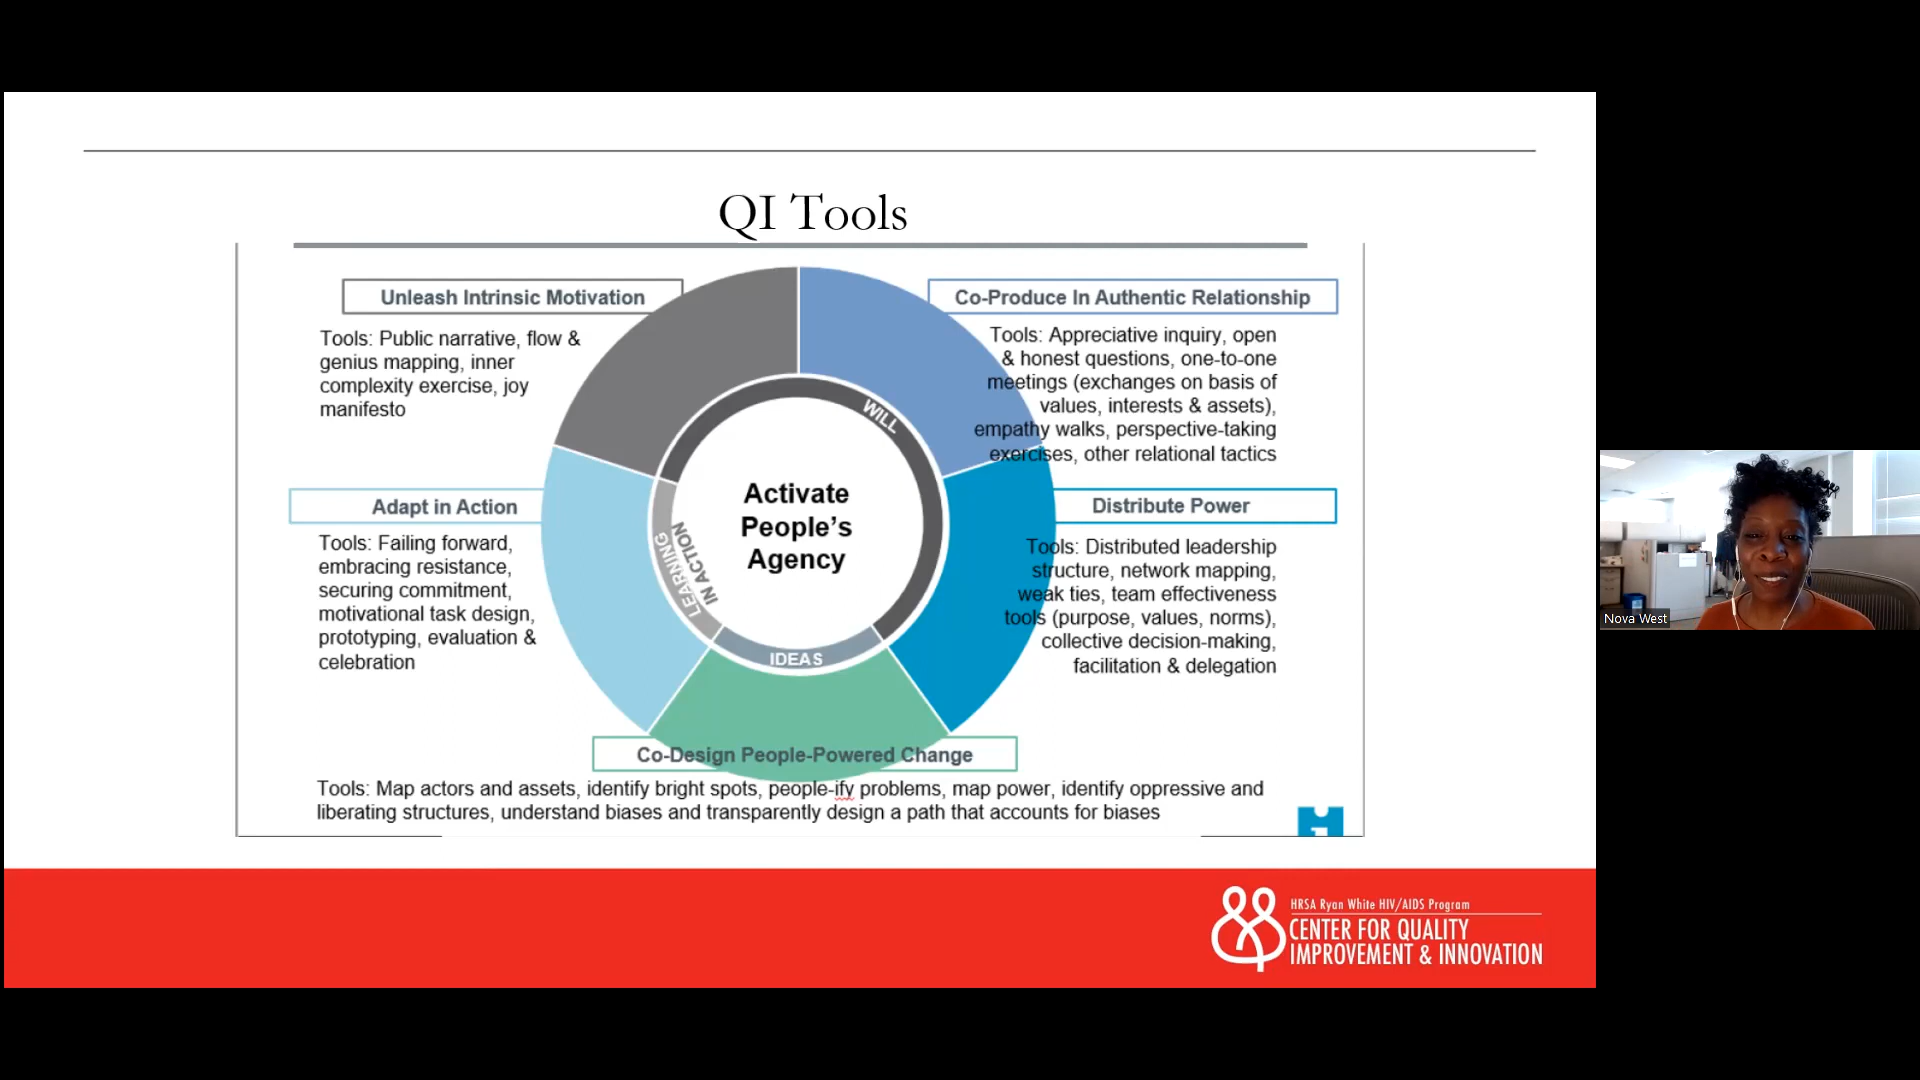 QI Tools
Unleash Intrinsic Motivation
Tools: Public narrative, flow &
genius mapping, inner
complexity exercise, joy
manifesto
Co-Produce In Authentic Relationship
Tools: Appreciative inquiry, open
& honest questions, one-to-one
meetings (exchanges on basis of
values, interests & assets),
empathy walks, perspective-taking
exercises, other relational tactics
WILL
Activate
People's
Agency
LEARNING
IN ACTION
IDEAS
Adapt in Action
Tools: Failing forward,
embracing resistance,
securing commitment,
motivational task design,
prototyping, evaluation &
celebration
Distribute Power
Tools: Distributed leadership
structure, network mapping,
weak ties, team effectiveness
tools (purpose, values, norms),
collective decision-making,
facilitation & delegation
Co-Design People-Powered Change
Tools: Map actors and assets, identify bright spots, people-ify problems, map power, identify oppressive and
liberating structures, understand biases and transparently design a path that accounts for biases
HRSA Ryan White HIV/AIDS Program
CENTER FOR QUALITY
IMPROVEMENT & INNOVATION
Nova West